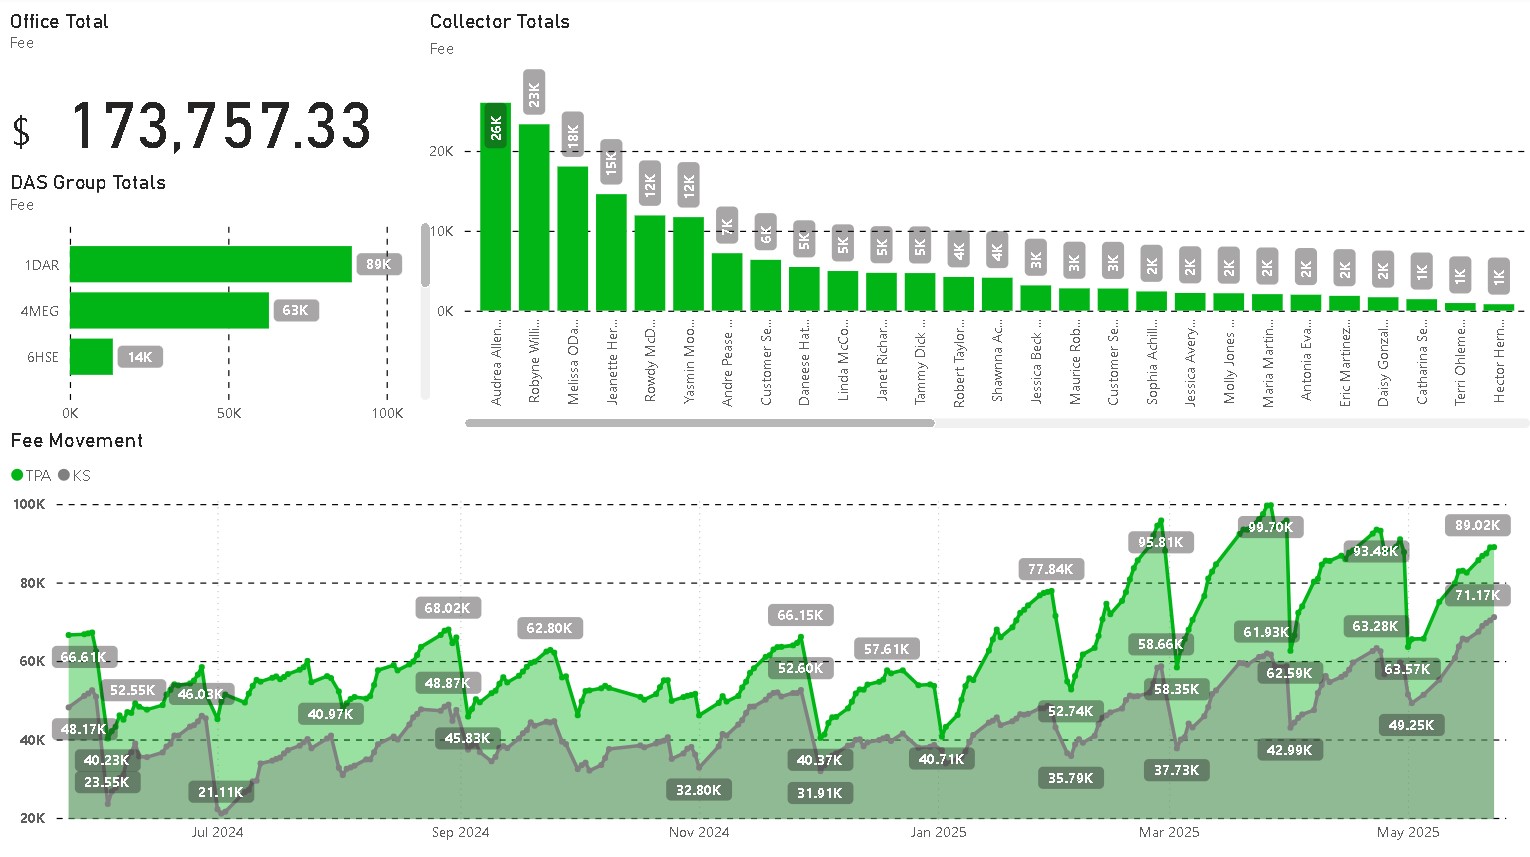 Office Total
Fee
$ 173,757.33
DAS Group Totals
Fee
1DAR 89K
4MEG 63K
6HSE 14K
0K 50K 100K
Collector Totals
Fee
20K
10K
0K
26K 23K 18K 15K 12K 12K 7K 6K 5K 5K 5K 5K 4K 4K 3K 3K 3K 2K 2K 2K 2K 2K 2K 2K 1K 1K 1K
Audrea Allen...
Robyne Willi...
Melissa ODa...
Jeanette Her...
Rowdy McD...
Yasmin Moo...
Andre Pease ...
Customer Se...
Daneese Hat...
Linda McCo...
Janet Richar...
Tammy Dick ...
Robert Taylor...
Shawnna Ac...
Jessica Beck ...
Maurice Rob...
Customer Se...
Sophia Achill...
Jessica Avery...
Molly Jones ...
Maria Martin...
Antonia Eva...
Eric Martinez...
Daisy Gonzal...
Catharina Se...
Terri Ohleme...
Hector Hern...
Fee Movement
TPA KS
100K
80K
60K
40K
20K
66.61K
48.17K
40.23K
23.55K
52.55K
46.03K
21.11K
40.97K
68.02K
48.87K
45.83K
62.80K
32.80K
66.15K
52.60K
40.37K
31.91K
57.61K
40.71K
77.84K
52.74K
35.79K
95.81K
58.66K
58.35K
37.73K
99.70K
61.93K
62.59K
42.99K
93.48K
63.28K
63.57K
49.25K
89.02K
71.17K
Jul 2024 Sep 2024 Nov 2024 Jan 2025 Mar 2025 May 2025